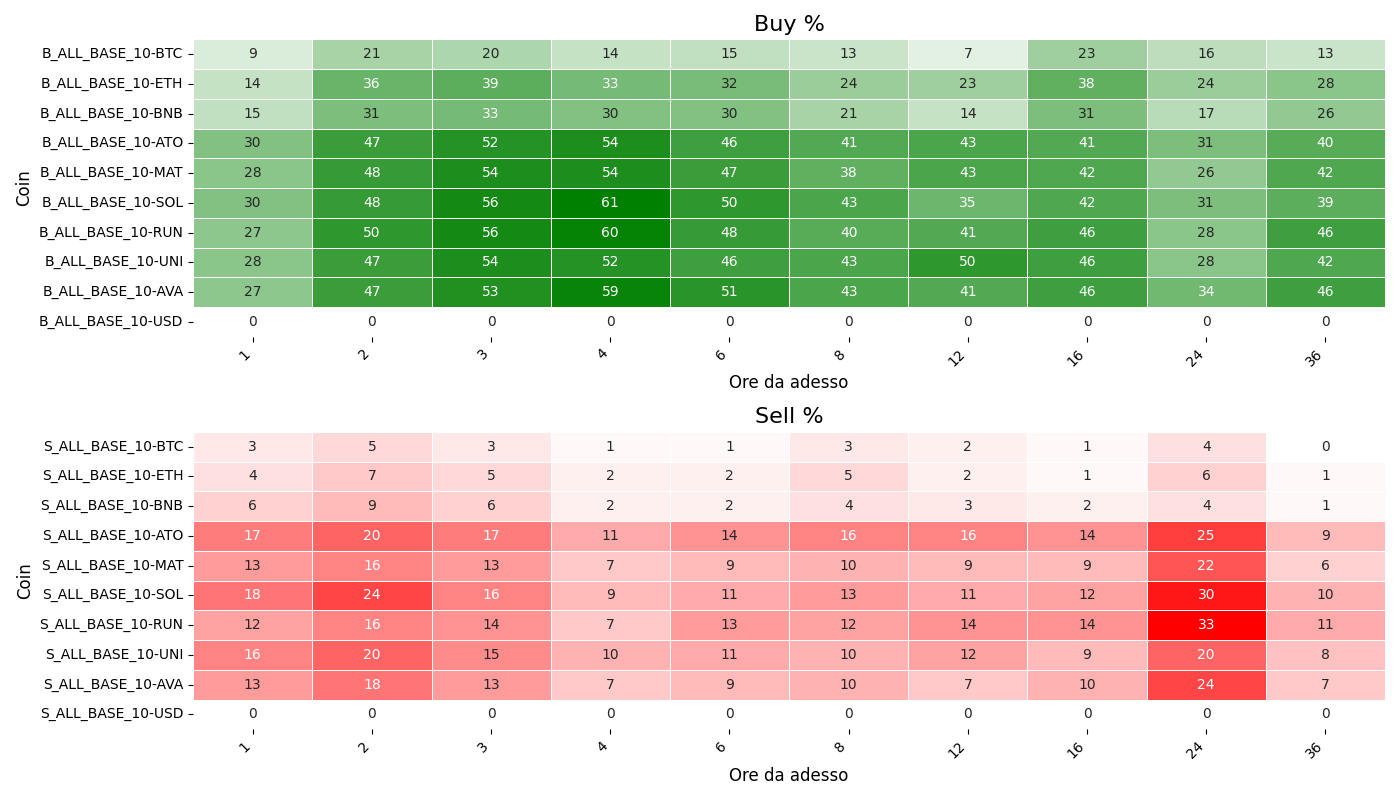 Buy %
Coin
B_ALL_BASE_10-BTC 9 21 20 14 15 13 7 23 16 13
B_ALL_BASE_10-ETH 14 36 39 33 32 24 23 38 24 28
B_ALL_BASE_10-BNB 15 31 33 30 30 21 14 31 17 26
B_ALL_BASE_10-ATO 30 47 52 54 46 41 43 41 31 40
B_ALL_BASE_10-MAT 28 48 54 54 47 38 43 42 26 42
B_ALL_BASE_10-SOL 30 48 56 61 50 43 35 42 31 39
B_ALL_BASE_10-RUN 27 50 56 60 48 40 41 46 28 46
B_ALL_BASE_10-UNI 28 47 54 52 46 43 50 46 28 42
B_ALL_BASE_10-AVA 27 47 53 59 51 43 41 46 34 46
B_ALL_BASE_10-USD 0 0 0 0 0 0 0 0 0 0
1 2 3 4 6 8 12 16 24 36
Ore da adesso
Sell %
Coin
S_ALL_BASE_10-BTC 3 5 3 1 1 3 2 1 4 0
S_ALL_BASE_10-ETH 4 7 5 2 2 5 2 1 6 1
S_ALL_BASE_10-BNB 6 9 6 2 2 4 3 2 4 1
S_ALL_BASE_10-ATO 17 20 17 11 14 16 16 14 25 9
S_ALL_BASE_10-MAT 13 16 13 7 9 10 9 9 22 6
S_ALL_BASE_10-SOL 18 24 16 9 11 13 11 12 30 10
S_ALL_BASE_10-RUN 12 16 14 7 13 12 14 14 33 11
S_ALL_BASE_10-UNI 16 20 15 10 11 10 12 9 20 8
S_ALL_BASE_10-AVA 13 18 13 7 9 10 7 10 24 7
S_ALL_BASE_10-USD 0 0 0 0 0 0 0 0 0 0
1 2 3 4 6 8 12 16 24 36
Ore da adesso